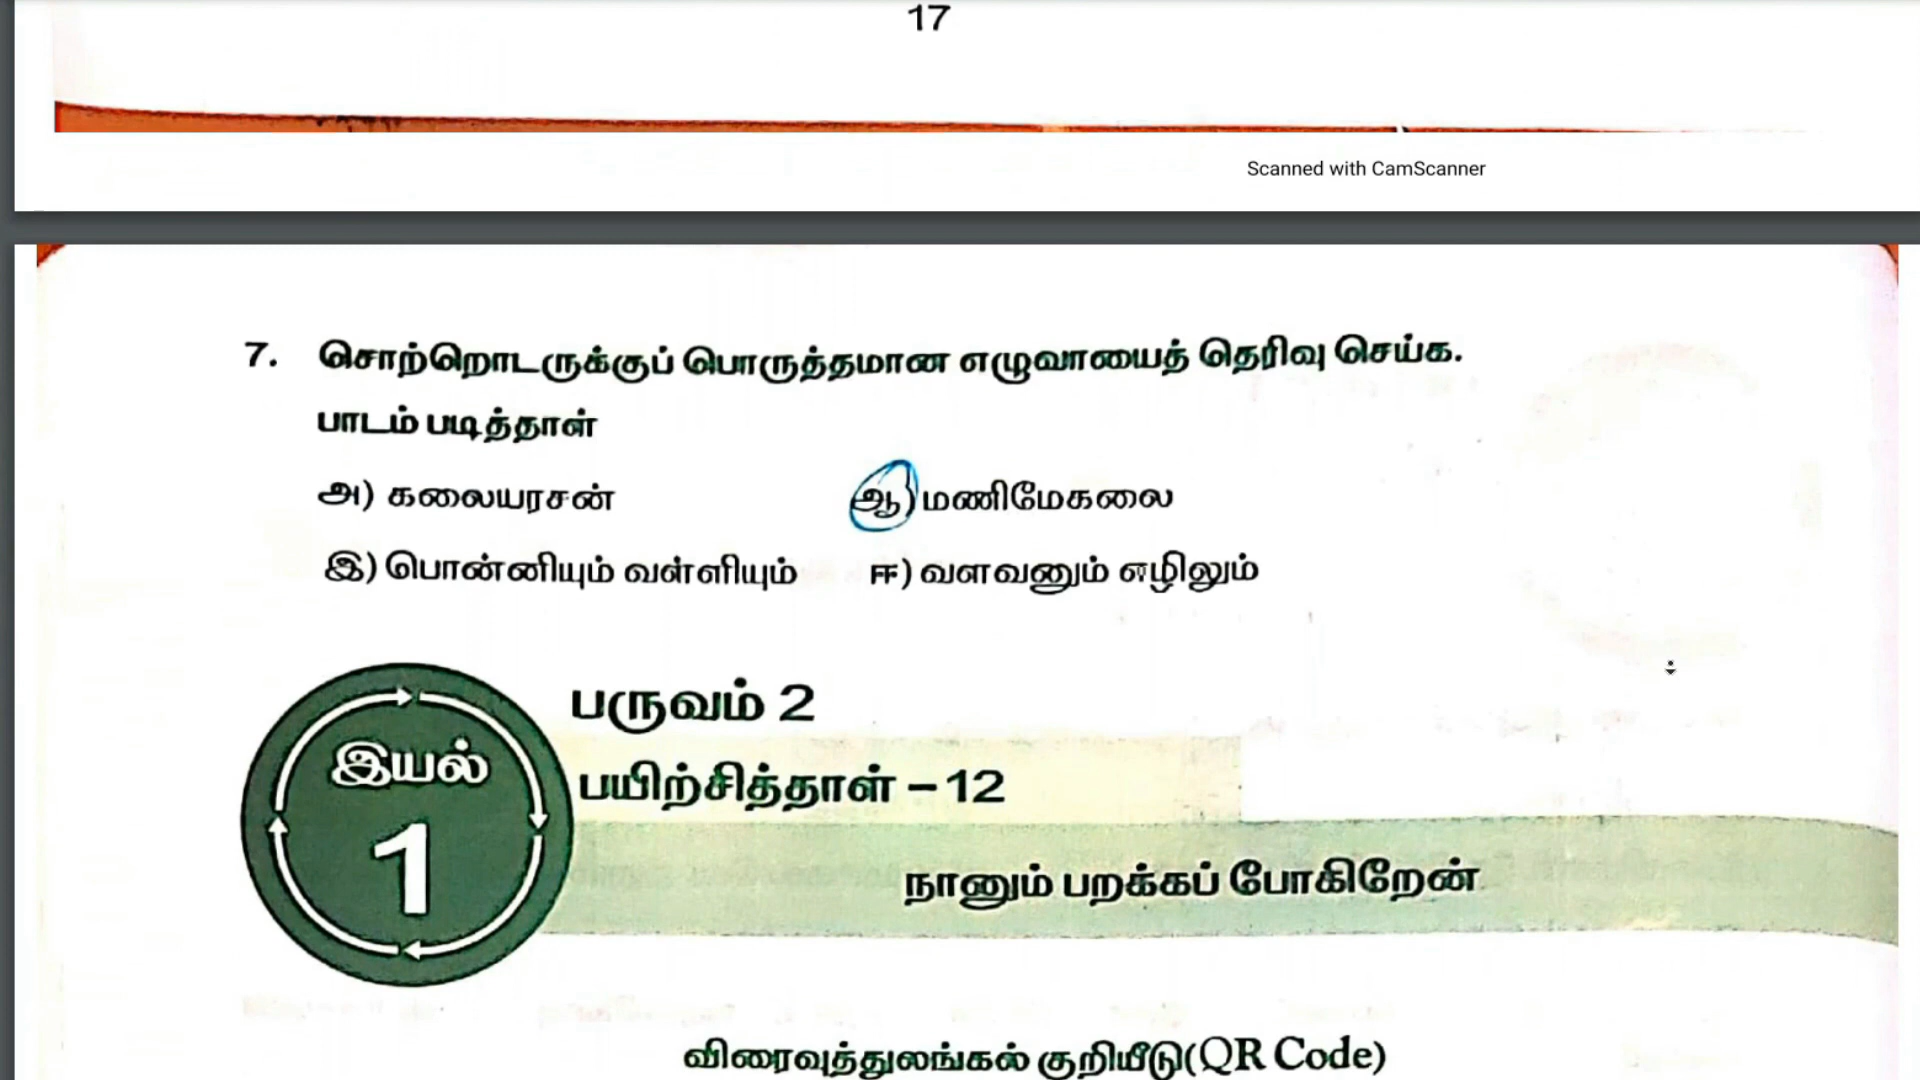 17
Scanned with CamScanner
7. சொற்றொடருக்குப் பொருத்தமான எழுவாயைத் தெரிவு செய்க.
பாடம் படித்தாள்
அ) கலையரசன் ஆ) மணிமேகலை
இ) பொன்னியும் வள்ளியும் ஈ) வளவனும் எழிலும்
பருவம் 2
இயல்
1
பயிற்சித்தாள் – 12
நானும் பறக்கப் போகிறேன்
விரைவுத்துலங்கல் குறியீடு(QR Code)